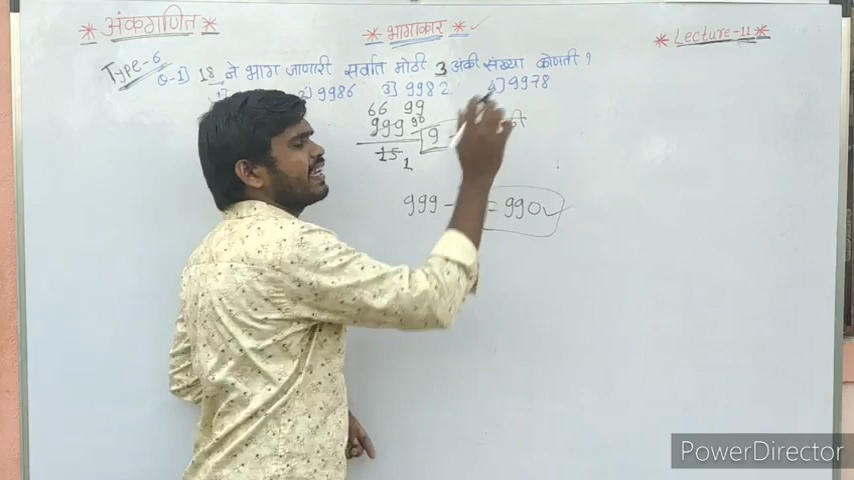 * अंकगणित *
* भागाकार * ✓
* Lecture-11 *
Type-6
Q-1] 18 ने भाग जाणारी सर्वात मोठी 3 अंकी संख्या कोणती ?
2] 9986 3] 9982 4] 9978
66 99
999 90
15 9
1
999 - = 990 ✓
PowerDirector